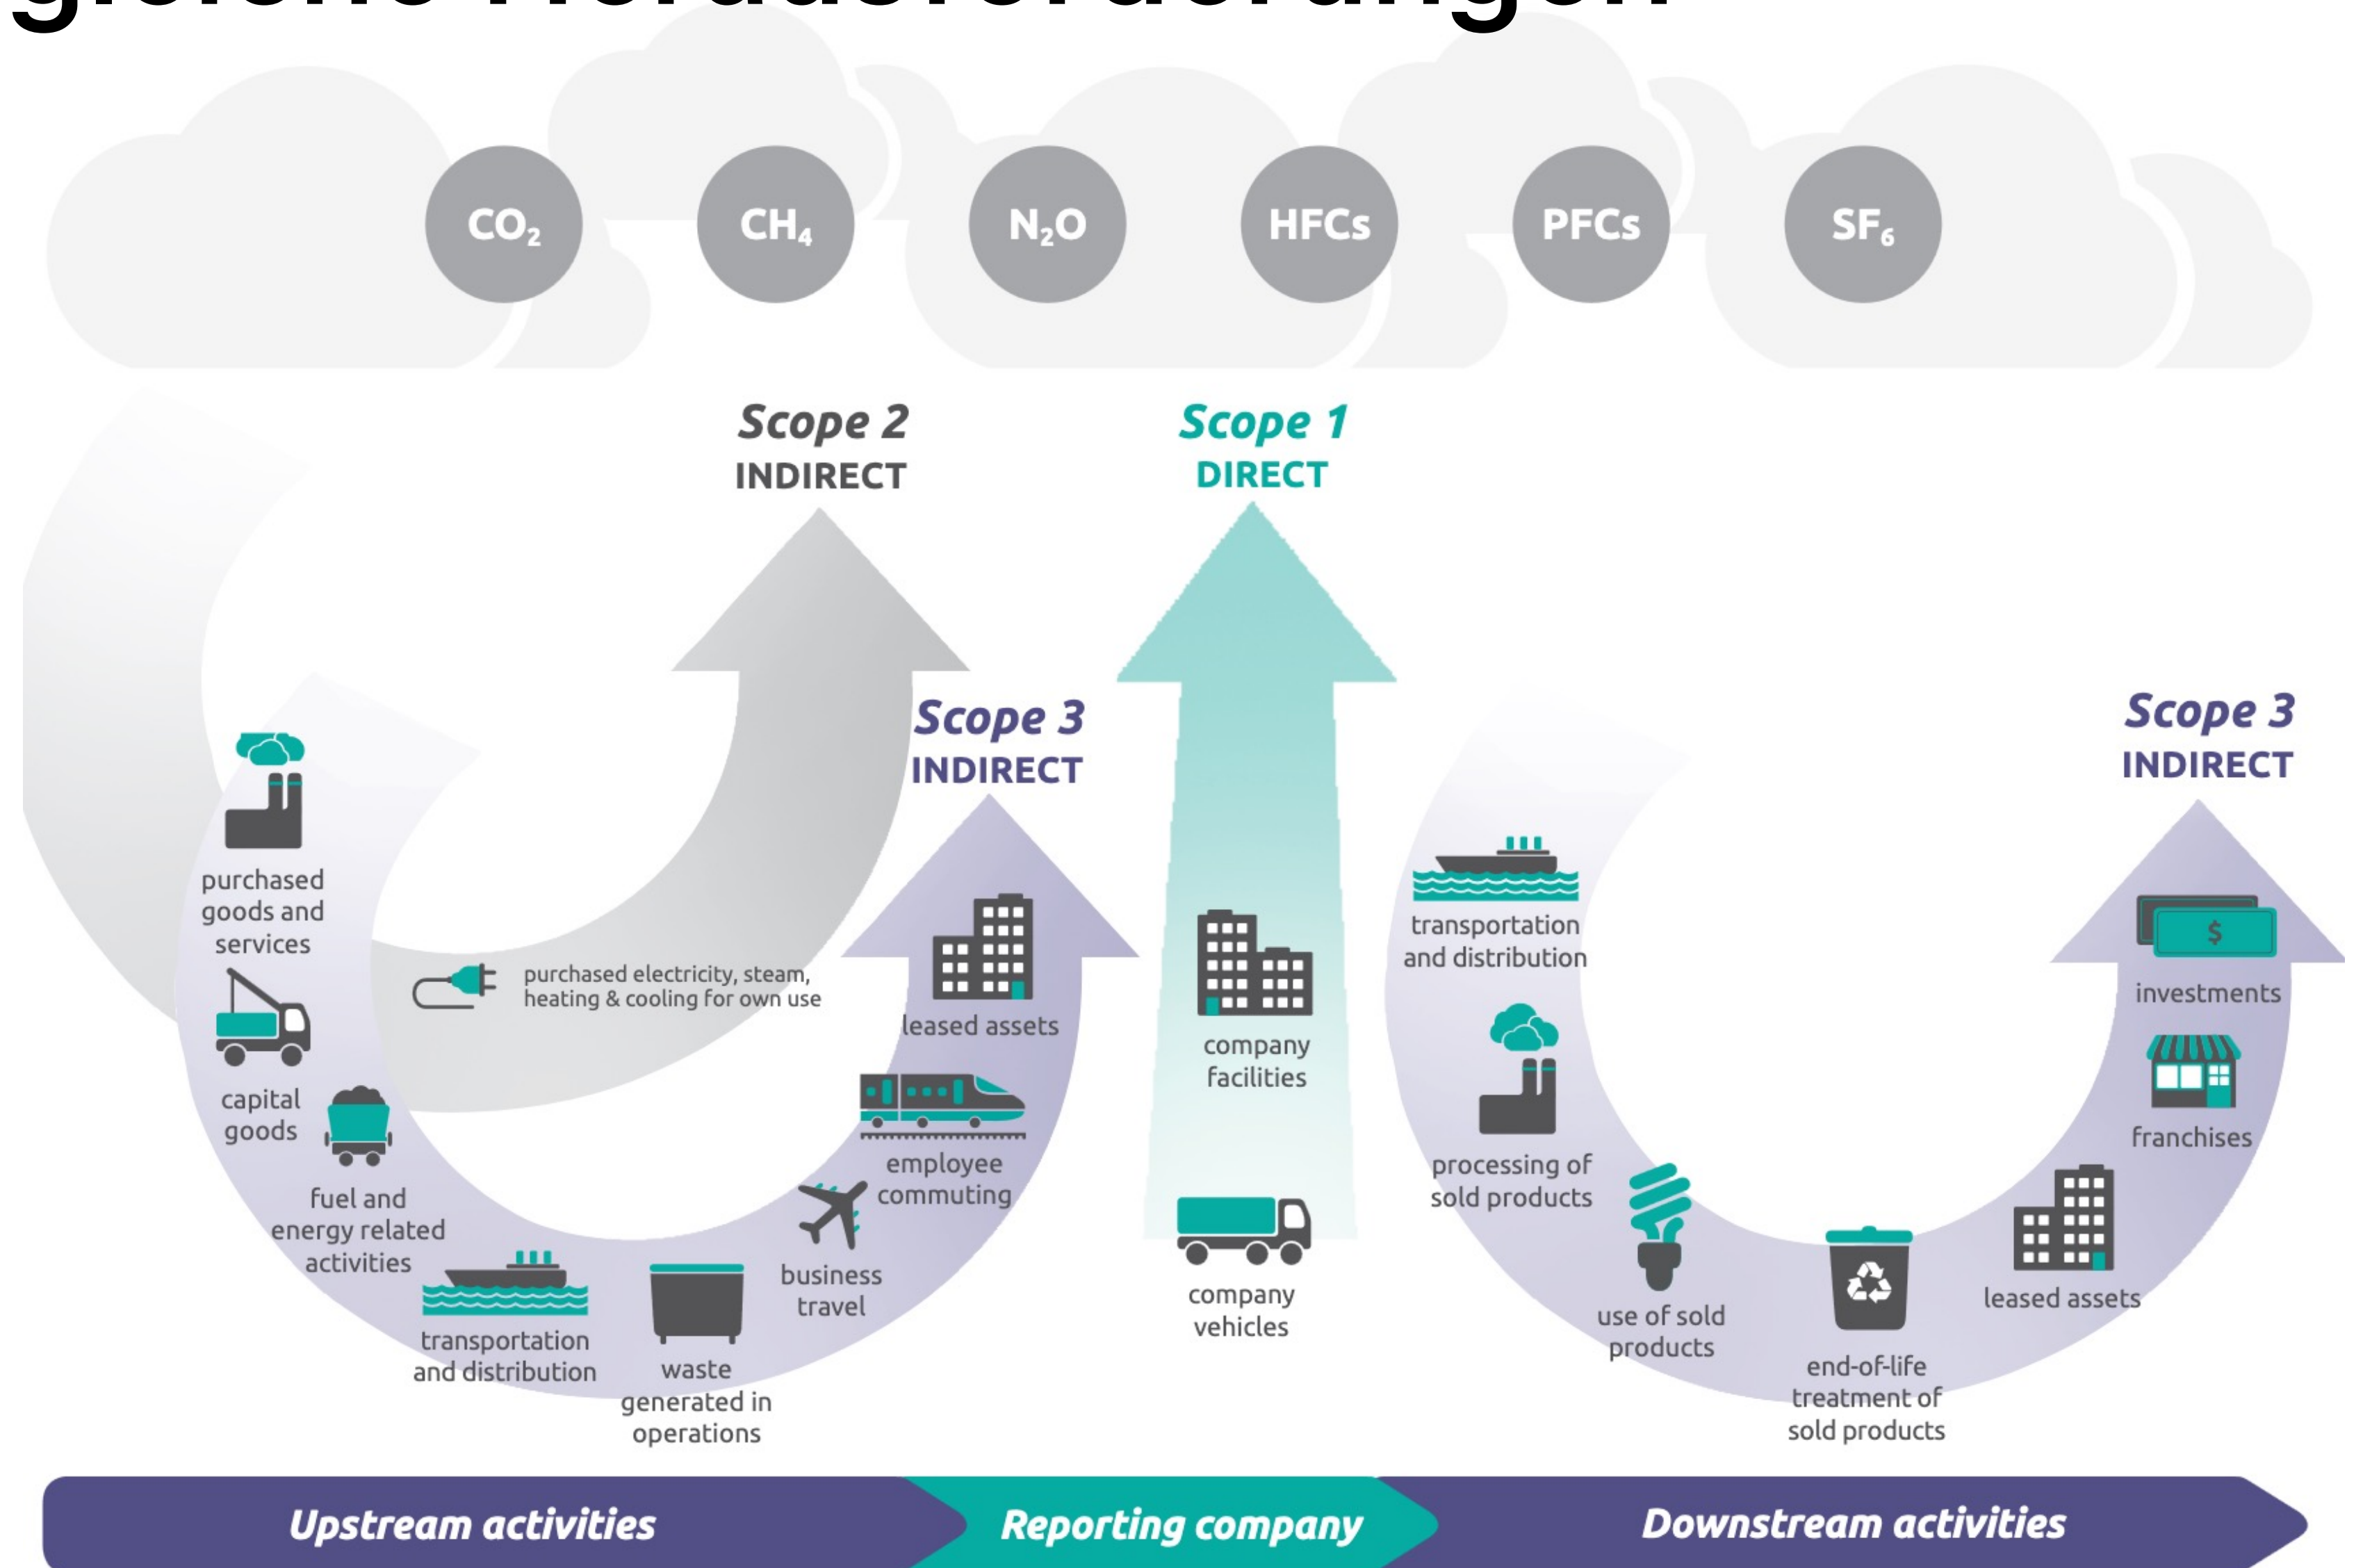 gleiche Herausforderungen
CO₂
CH₄
N₂O
HFCs
PFCs
SF₆
Scope 2
INDIRECT
Scope 1
DIRECT
Scope 3
INDIRECT
Scope 3
INDIRECT
purchased
goods and
services
capital
goods
fuel and
energy related
activities
purchased electricity, steam,
heating & cooling for own use
transportation
and distribution
waste
generated in
operations
business
travel
employee
commuting
leased assets
company
facilities
company
vehicles
transportation
and distribution
processing of
sold products
use of sold
products
end-of-life
treatment of
sold products
leased assets
franchises
$
investments
Upstream activities
Reporting company
Downstream activities